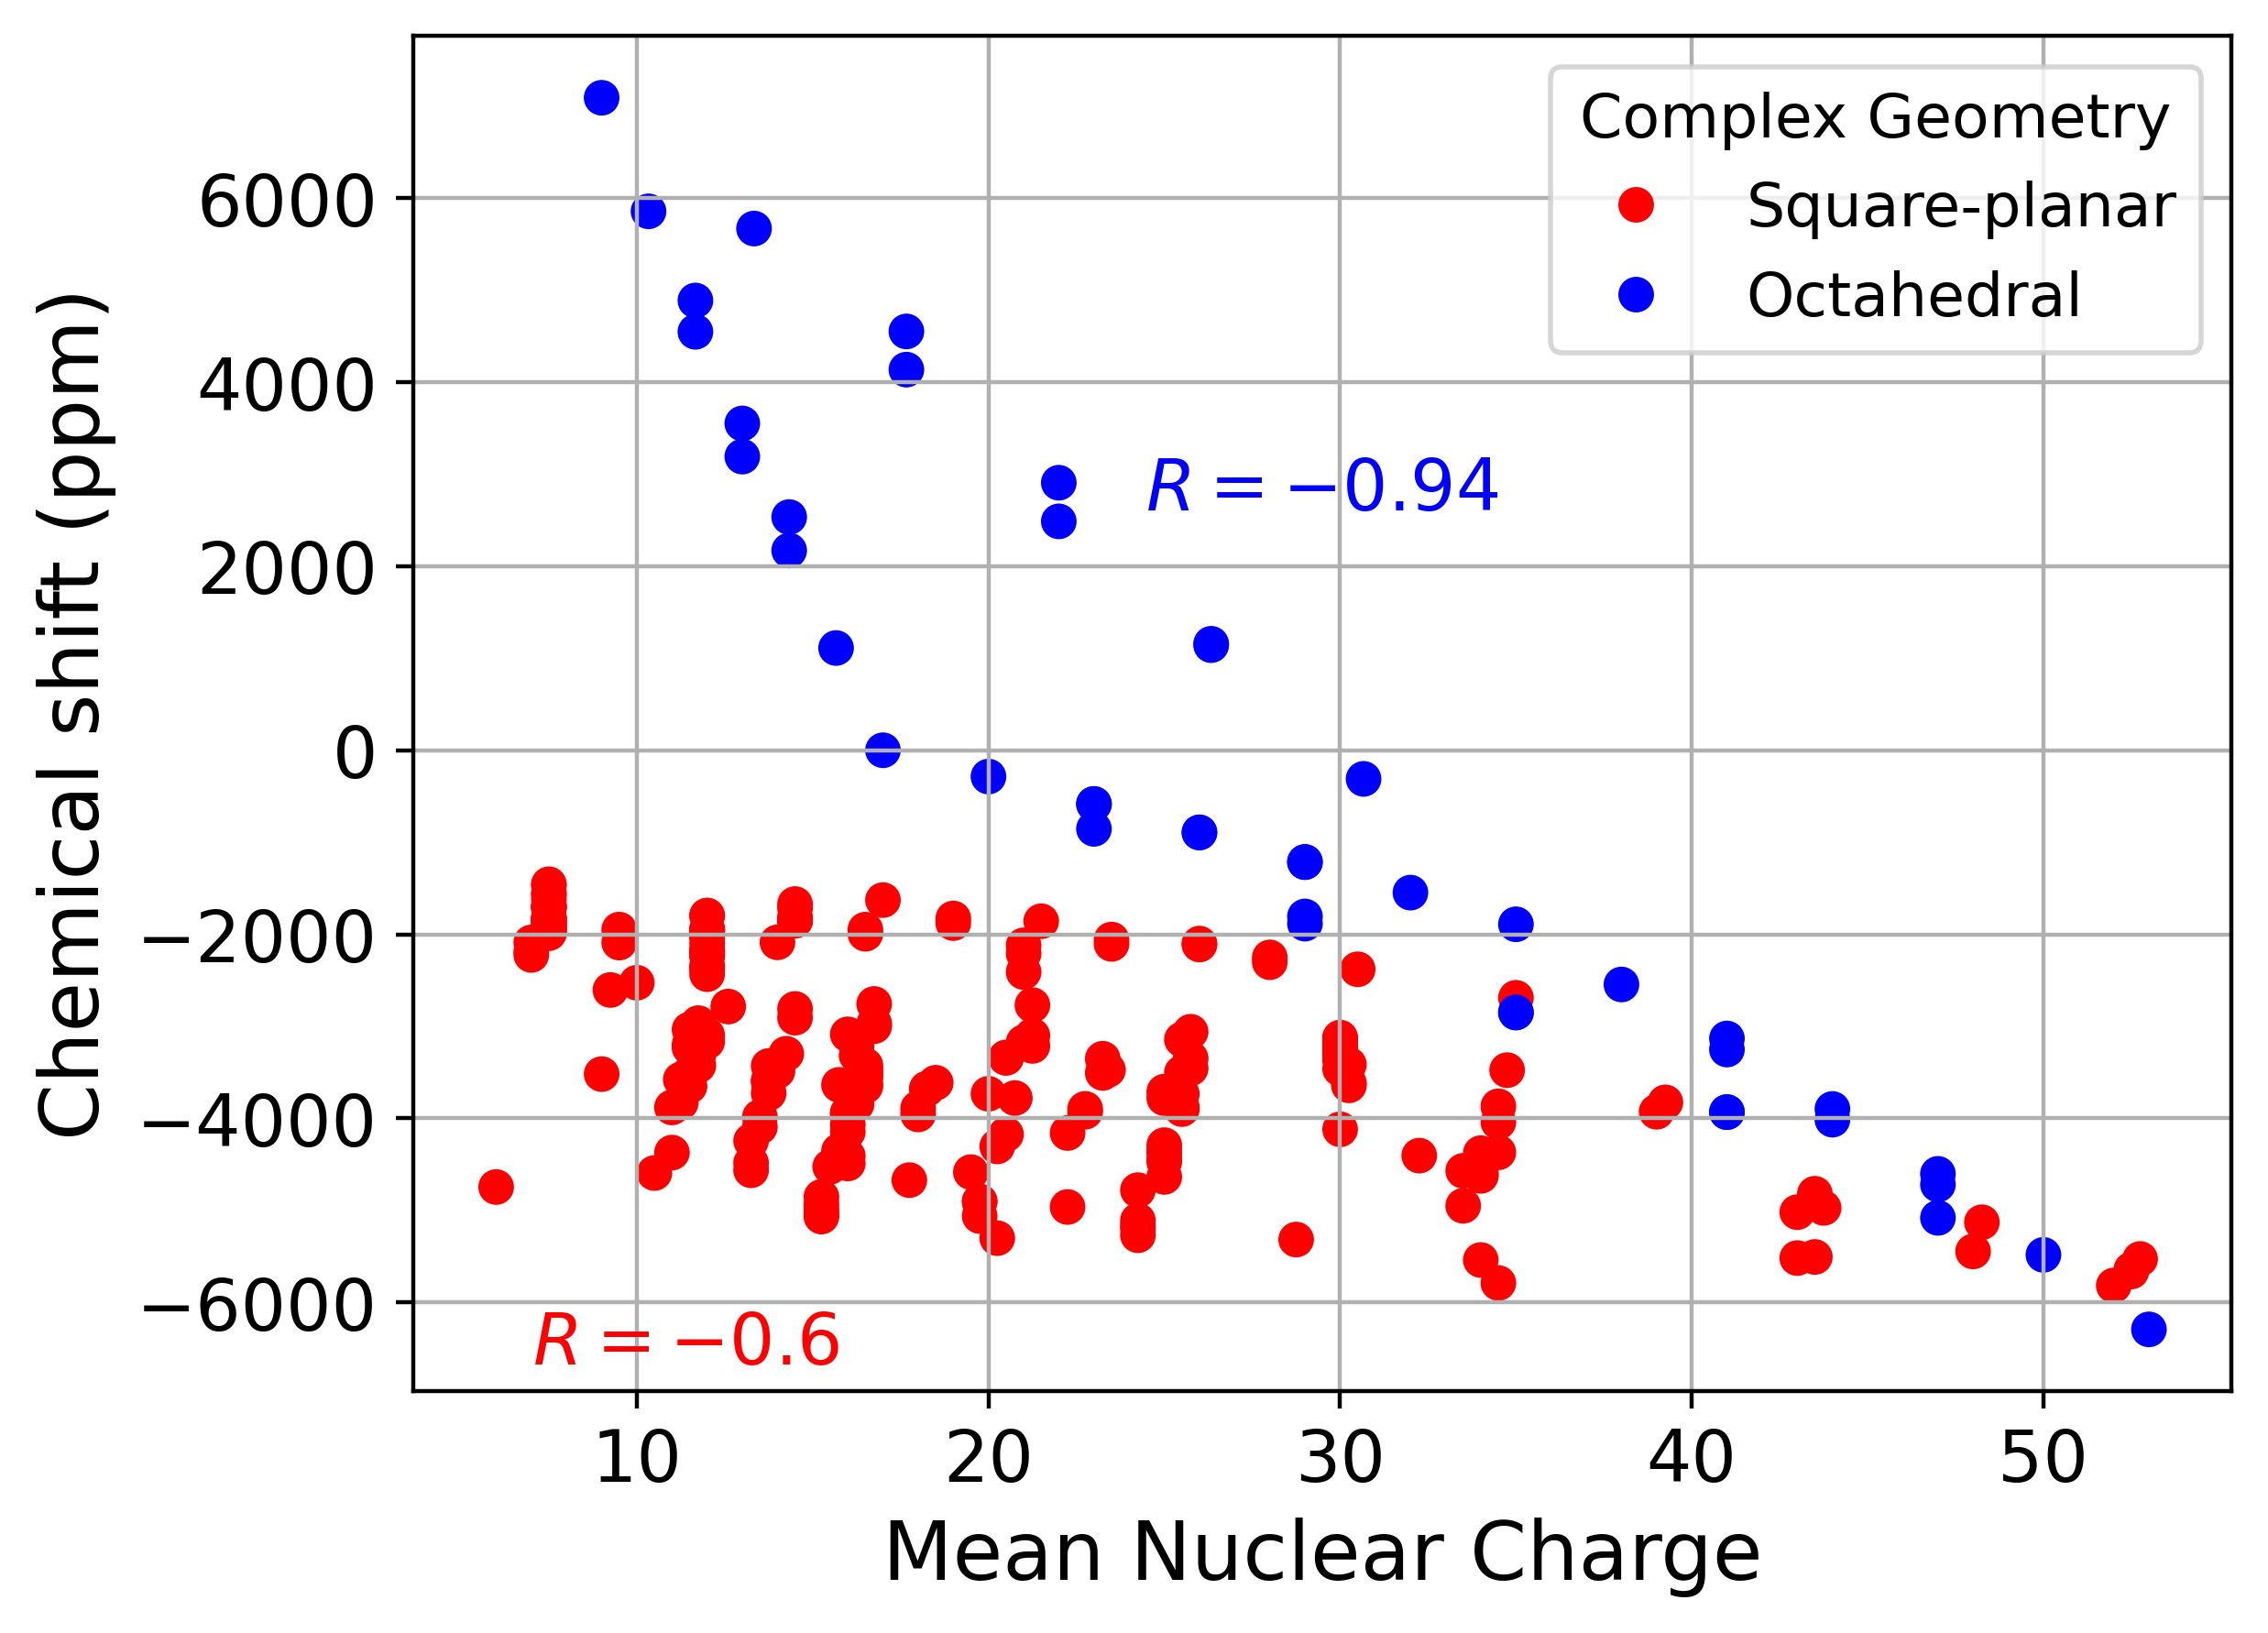 Complex Geometry
Square-planar
Octahedral
6000
4000
2000
0
−2000
−4000
−6000
Chemical shift (ppm)
R = −0.94
R = −0.6
10 20 30 40 50
Mean Nuclear Charge